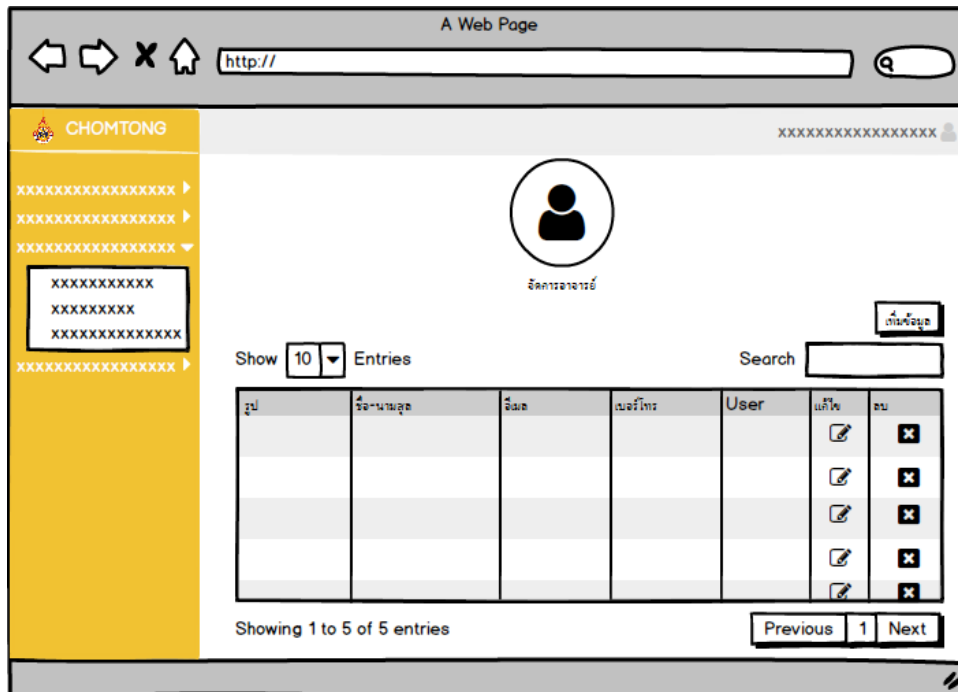 A Web Page
http://
CHOMTONG
xxxxxxxxxxxxxxxxx
xxxxxxxxxxxxxxxxx
xxxxxxxxxxxxxxxxx
xxxxxxxxxxxxxxxxx
xxxxxxxxxxx
xxxxxxxxx
xxxxxxxxxxxxxx
xxxxxxxxxxxxxxxxx
จัดการอาจารย์
เพิ่มข้อมูล
Show 10 Entries Search
รูป ชื่อ-นามสุล อีเมล เบอร์โทร User แก้ไข ลบ
Showing 1 to 5 of 5 entries Previous 1 Next